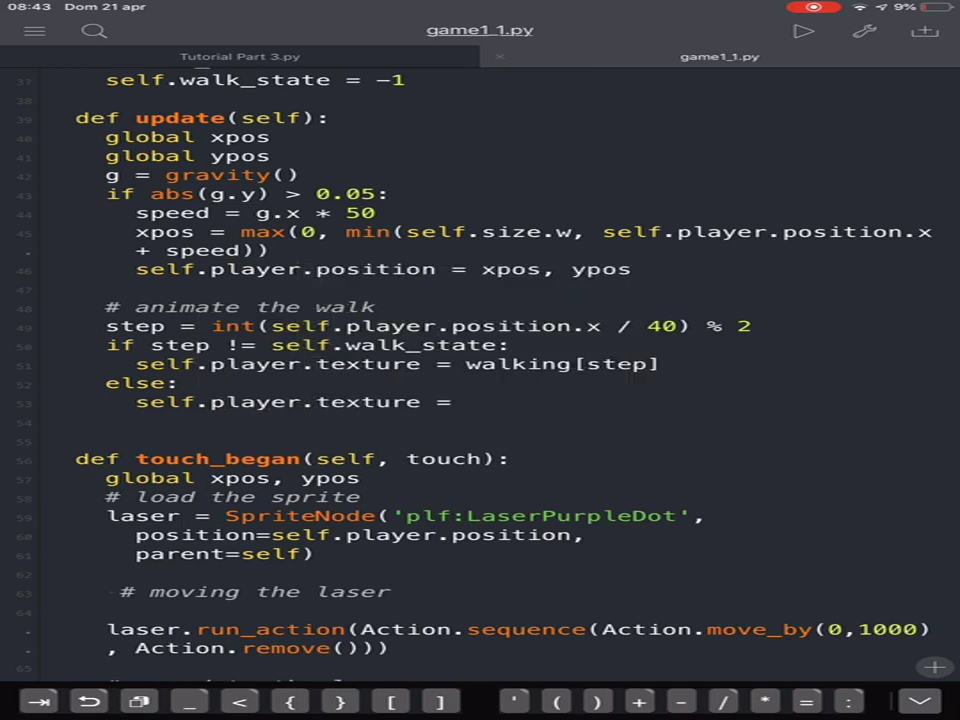 08:43 Dom 21 apr
9%
game1_1.py
Tutorial Part 3.py
× game1_1.py
37 self.walk_state = -1
38
39 def update(self):
40 global xpos
41 global ypos
42 g = gravity()
43 if abs(g.y) > 0.05:
44 speed = g.x * 50
45 xpos = max(0, min(self.size.w, self.player.position.x
- + speed))
46 self.player.position = xpos, ypos
47
48 # animate the walk
49 step = int(self.player.position.x / 40) % 2
50 if step != self.walk_state:
51 self.player.texture = walking[step]
52 else:
53 self.player.texture =
54
55
56 def touch_began(self, touch):
57 global xpos, ypos
58 # load the sprite
59 laser = SpriteNode('plf:LaserPurpleDot',
60 position=self.player.position,
61 parent=self)
62
63 # moving the laser
64
- laser.run_action(Action.sequence(Action.move_by(0,1000)
- , Action.remove()))
65
_ < { } [ ] ' ( ) + - / * = :